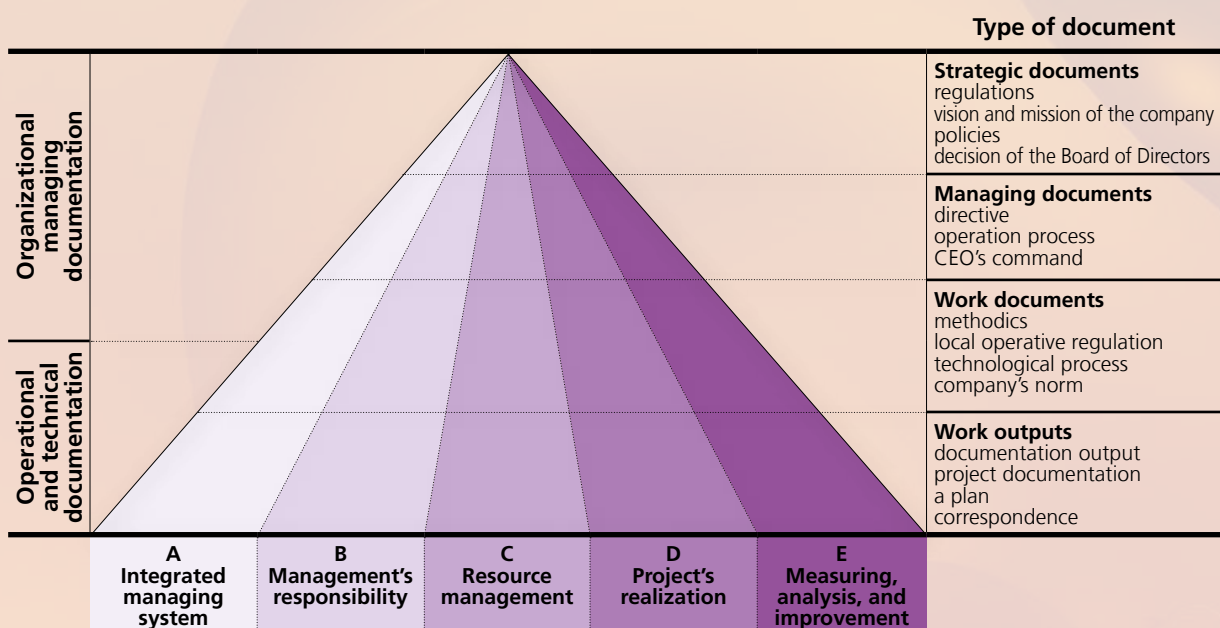 Type of document
Organizational
managing
documentation
Operational
and technical
documentation
Strategic documents
regulations
vision and mission of the company
policies
decision of the Board of Directors
Managing documents
directive
operation process
CEO's command
Work documents
methodics
local operative regulation
technological process
company's norm
Work outputs
documentation output
project documentation
a plan
correspondence
A
Integrated
managing
system
B
Management's
responsibility
C
Resource
management
D
Project's
realization
E
Measuring,
analysis, and
improvement